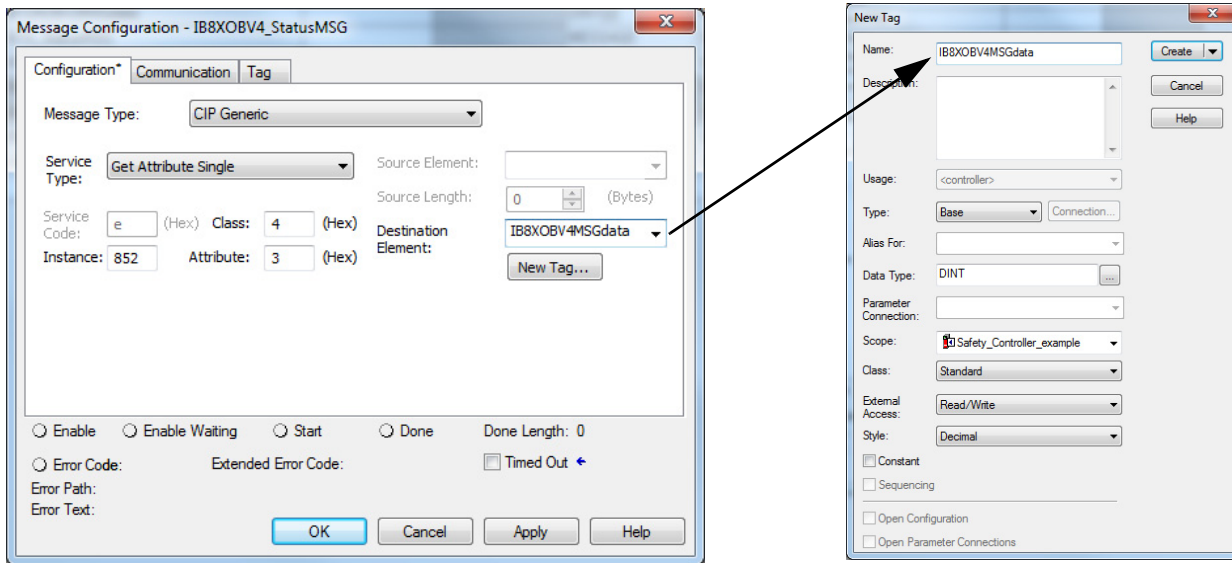 Message Configuration - IB8XOBV4_StatusMSG
Configuration* Communication Tag
Message Type: CIP Generic
Service Type: Get Attribute Single
Source Element:
Source Length: 0 (Bytes)
Service Code: e (Hex) Class: 4 (Hex)
Destination Element: IB8XOBV4MSGdata
Instance: 852 Attribute: 3 (Hex)
New Tag...
Enable Enable Waiting Start Done Done Length: 0
Error Code: Extended Error Code: Timed Out
Error Path:
Error Text:
OK Cancel Apply Help
New Tag
Name: IB8XOBV4MSGdata Create
Description: Cancel
Help
Usage: <controller>
Type: Base Connection...
Alias For:
Data Type: DINT ...
Parameter Connection:
Scope: Safety_Controller_example
Class: Standard
External Access: Read/Write
Style: Decimal
Constant
Sequencing
Open Configuration
Open Parameter Connections